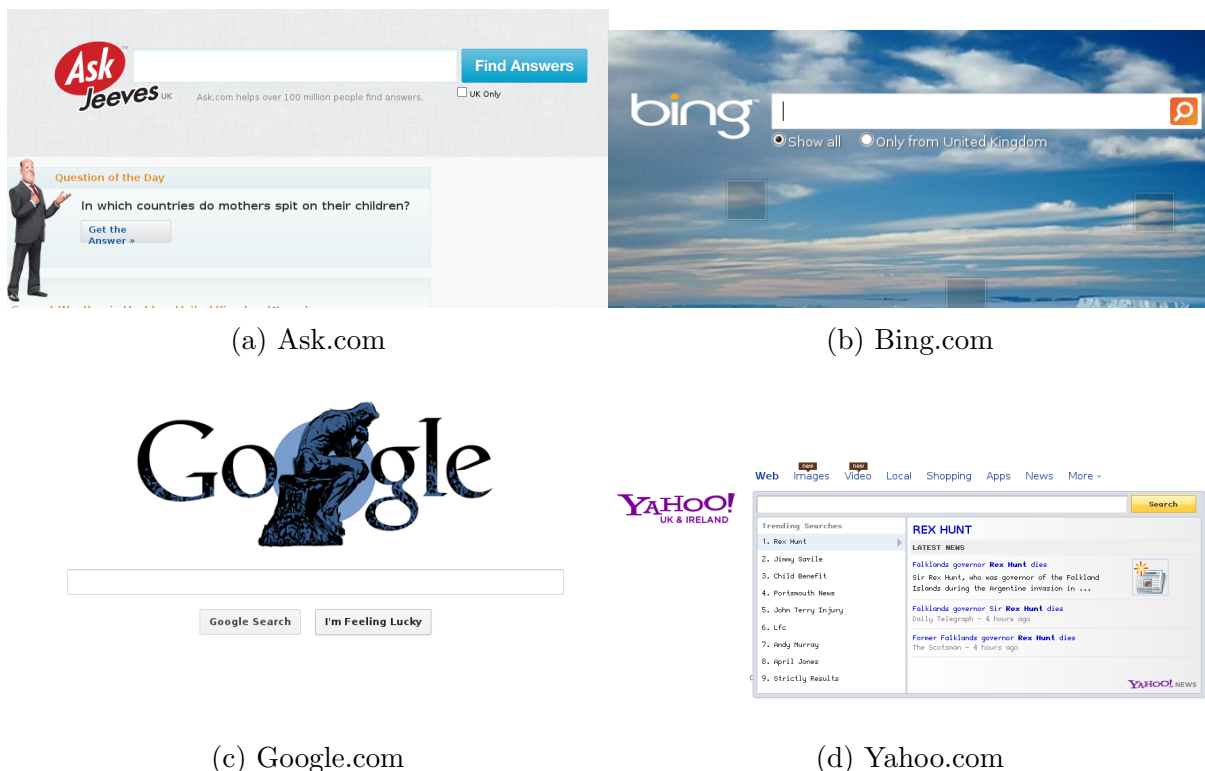 Ask
Jeeves UK
Find Answers
Ask.com helps over 100 million people find answers.
UK Only
Question of the Day
In which countries do mothers spit on their children?
Get the
Answer »
(a) Ask.com
bing™
Show all Only from United Kingdom
(b) Bing.com
Google
Google Search I'm Feeling Lucky
(c) Google.com
new new
Web Images Video Local Shopping Apps News More
YAHOO!
UK & IRELAND
Search
Trending Searches
1. Rex Hunt
2. Jimmy Savile
3. Child Benefit
4. Portsmouth News
5. John Terry Injury
6. Lfc
7. Andy Murray
8. April Jones
9. Strictly Results
REX HUNT
LATEST NEWS
Falklands governor Rex Hunt dies
Sir Rex Hunt, who was governor of the Falkland
Islands during the Argentine invasion in ...
Falklands governor Sir Rex Hunt dies
Daily Telegraph - 4 hours ago
Former Falklands governor Rex Hunt dies
The Scotsman - 4 hours ago
YAHOO! NEWS
(d) Yahoo.com